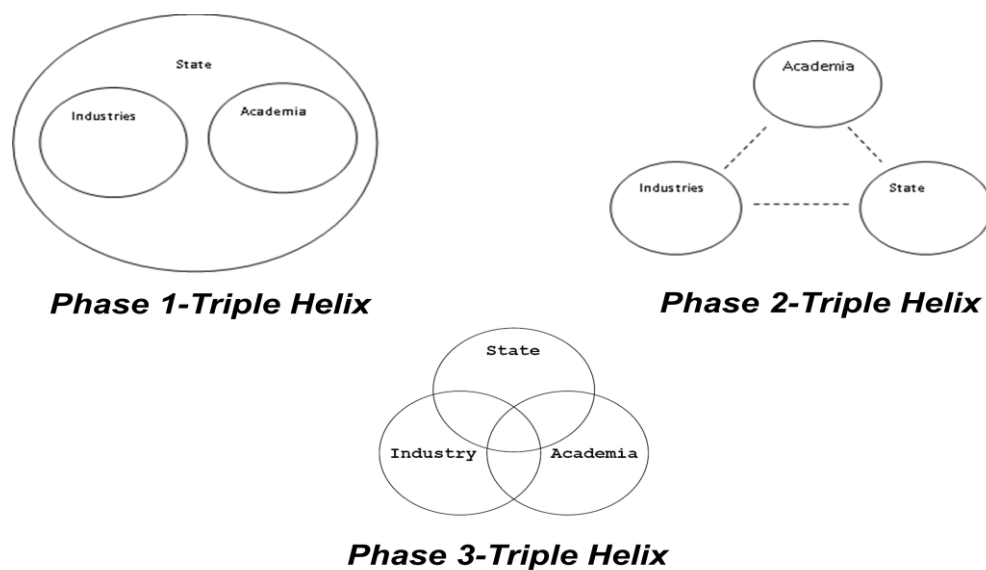 State
Industries
Academia
Phase 1-Triple Helix
Academia
Industries
State
Phase 2-Triple Helix
State
Industry
Academia
Phase 3-Triple Helix